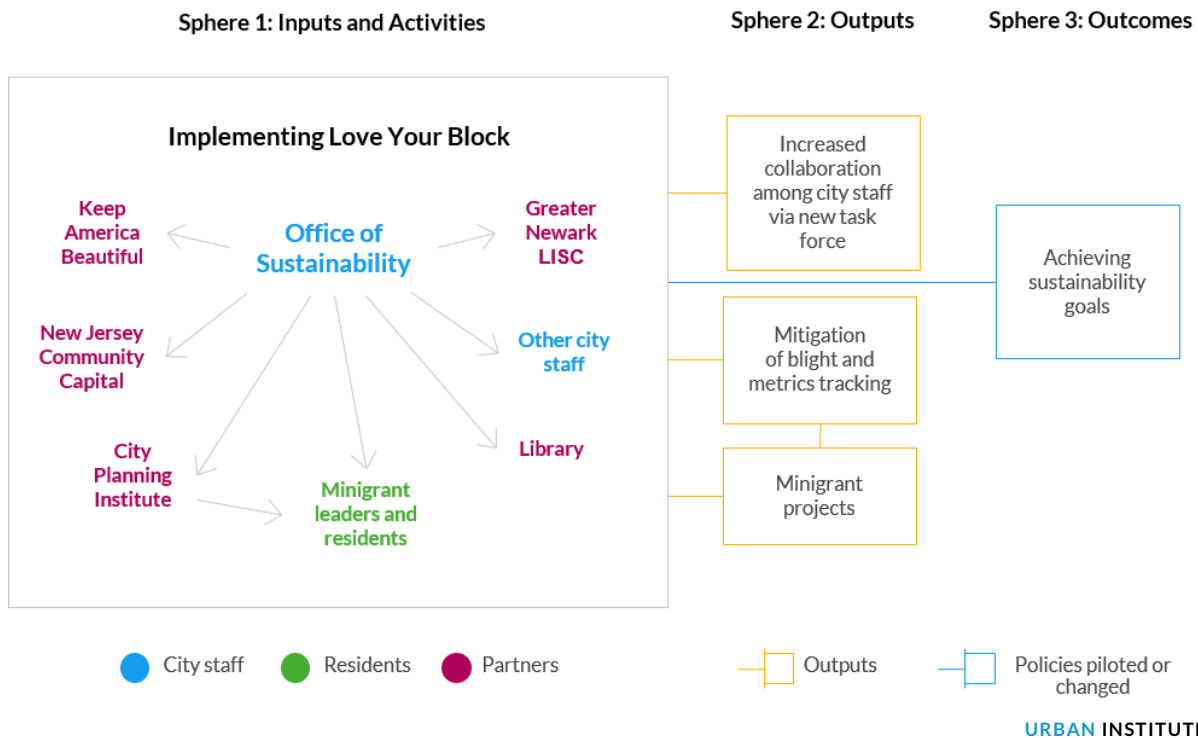 Sphere 1: Inputs and Activities
Sphere 2: Outputs
Sphere 3: Outcomes
Implementing Love Your Block
Keep
America
Beautiful
Office of
Sustainability
Greater
Newark
LISC
New Jersey
Community
Capital
Other city
staff
City
Planning
Institute
Minigrant
leaders and
residents
Library
Increased
collaboration
among city staff
via new task
force
Mitigation
of blight and
metrics tracking
Minigrant
projects
Achieving
sustainability
goals
City staff
Residents
Partners
Outputs
Policies piloted or
changed
URBAN INSTITUT